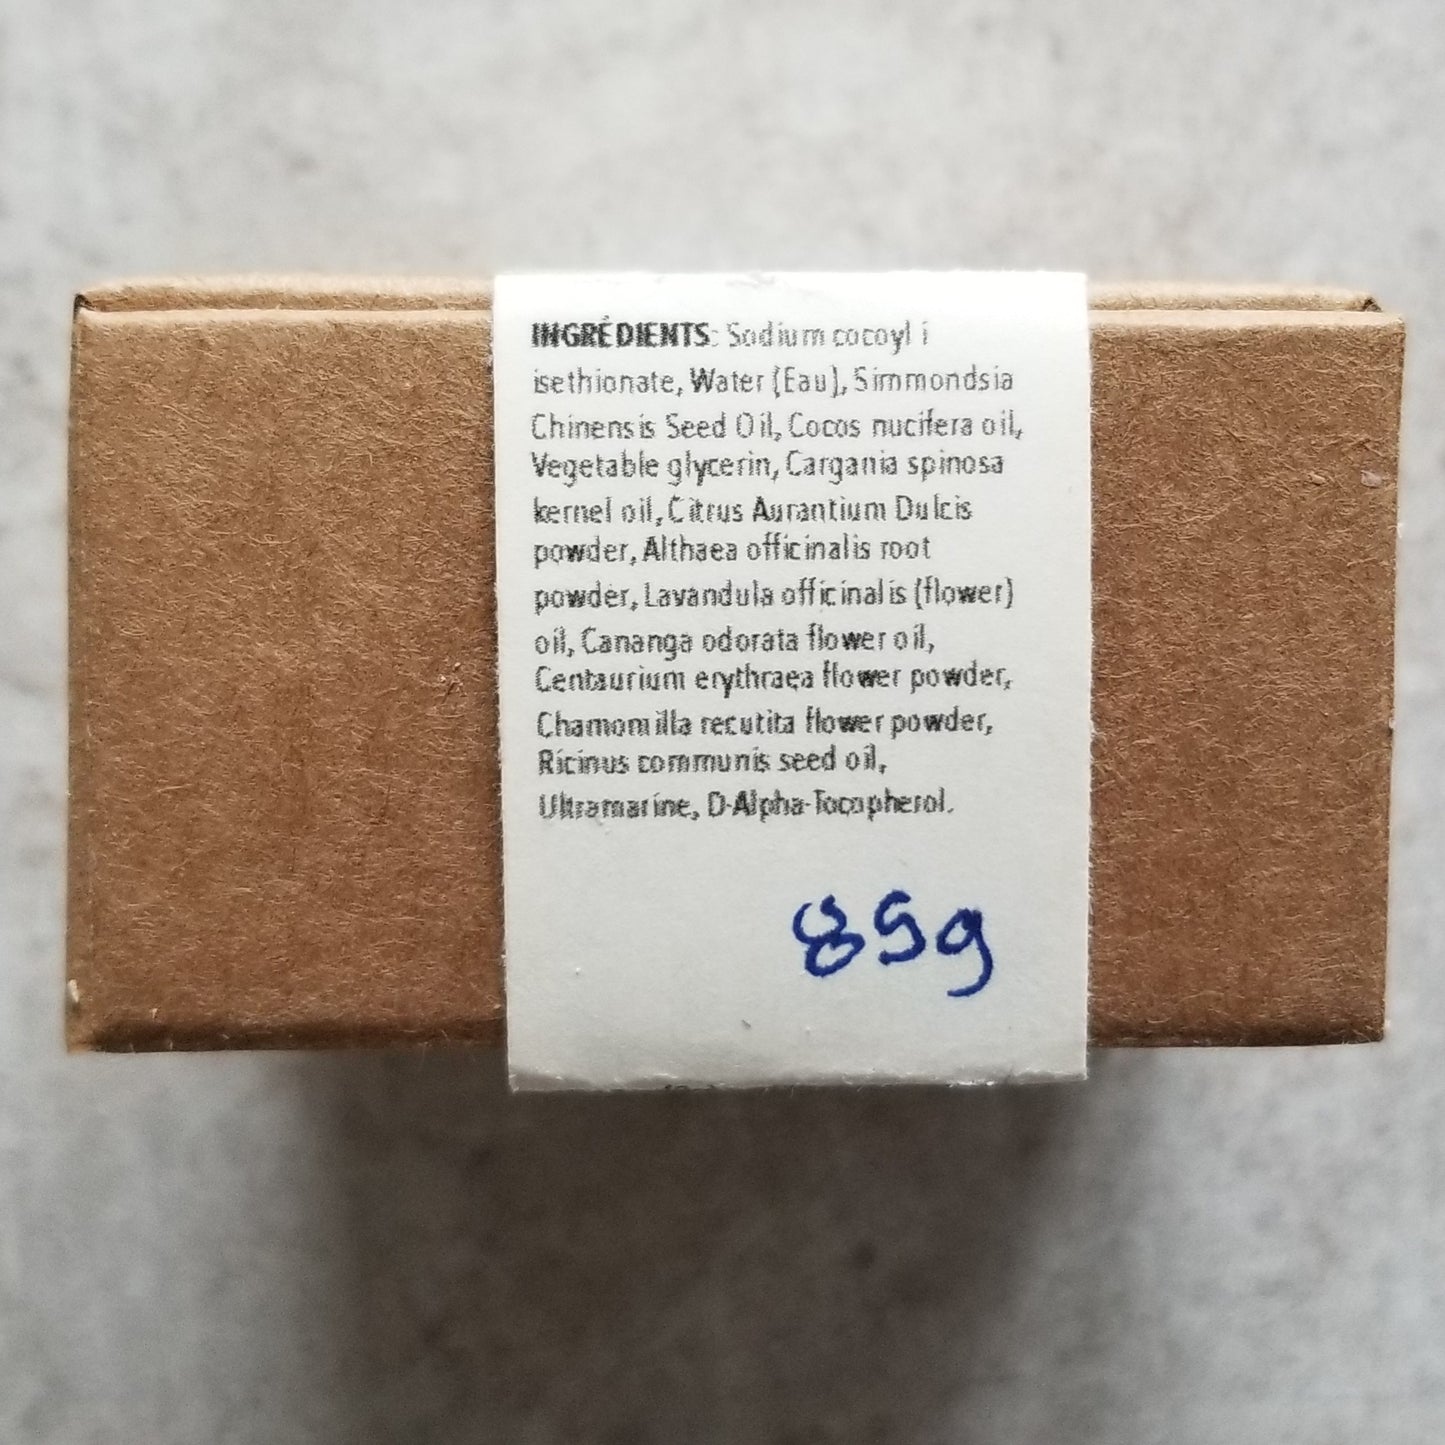 INGRÉDIENTS: Sodium cocoyl i
isethionate, Water (Eau), Simmondsia
Chinensis Seed Oil, Cocos nucifera oil,
Vegetable glycerin, Cargania spinosa
kernel oil, Citrus Aurantium Dulcis
powder, Althaea officinalis root
powder, Lavandula officinalis (flower)
oil, Cananga odorata flower oil,
Centaurium erythraea flower powder,
Chamomilla recutita flower powder,
Ricinus communis seed oil,
Ultramarine, D-Alpha-Tocopherol.
85g